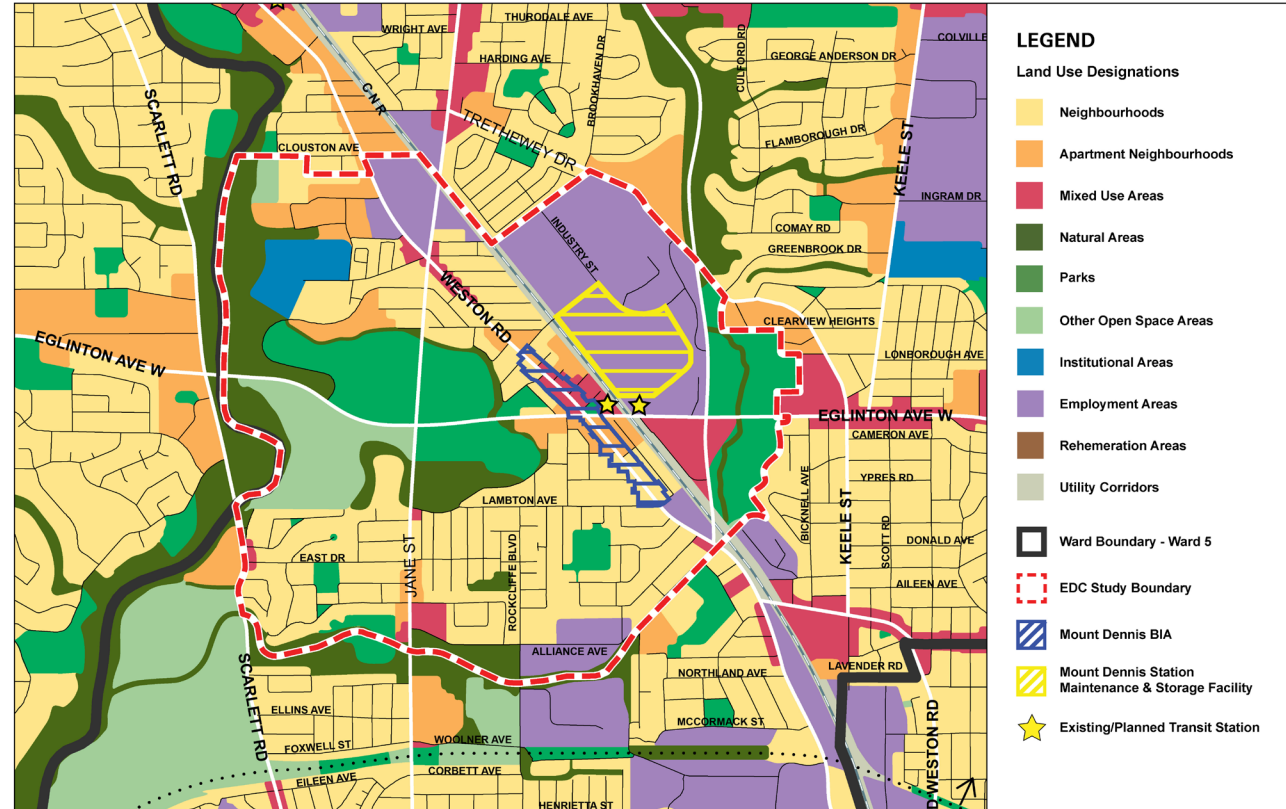 THURODALE AVE
WRIGHT AVE
COLVILLE
HARDING AVE
BROOKHAVEN DR
CULFORD RD
GEORGE ANDERSON DR
C N R
SCARLETT RD
TRETHEWEY DR
FLAMBOROUGH DR
KEELE ST
CLOUSTON AVE
INGRAM DR
INDUSTRY ST
COMAY RD
GREENBROOK DR
WESTON RD
CLEARVIEW HEIGHTS
EGLINTON AVE W
LONBOROUGH AVE
EGLINTON AVE W
CAMERON AVE
BICKNELL AVE
YPRES RD
LAMBTON AVE
KEELE ST
SCOTT RD
DONALD AVE
EAST DR
JANE ST
ROCKCLIFFE BLVD
AILEEN AVE
ALLIANCE AVE
SCARLETT RD
NORTHLAND AVE
LAVENDER RD
ELLINS AVE
MCCORMACK ST
FOXWELL ST
WOOLNER AVE
D WESTON RD
EILEEN AVE
CORBETT AVE
HENRIETTA ST
LEGEND
Land Use Designations
Neighbourhoods
Apartment Neighbourhoods
Mixed Use Areas
Natural Areas
Parks
Other Open Space Areas
Institutional Areas
Employment Areas
Rehemeration Areas
Utility Corridors
Ward Boundary - Ward 5
EDC Study Boundary
Mount Dennis BIA
Mount Dennis Station
Maintenance & Storage Facility
Existing/Planned Transit Station